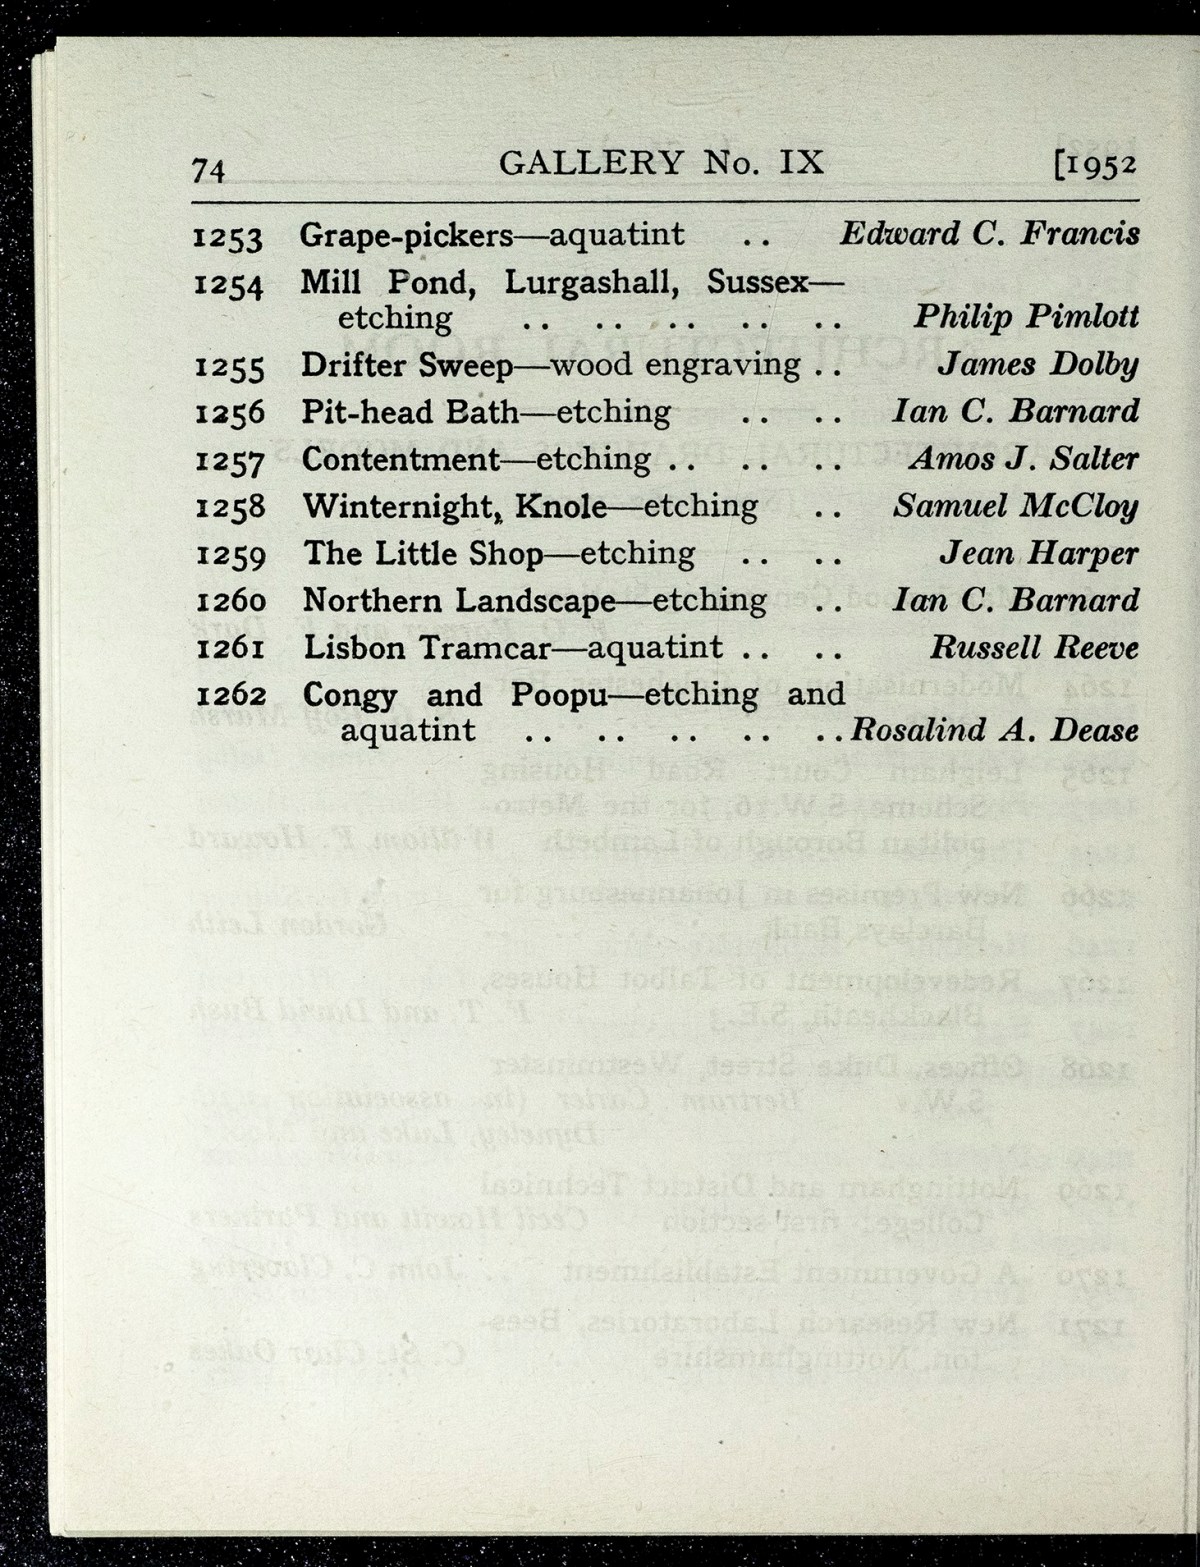 74 GALLERY No. IX [1952
1253 Grape-pickers—aquatint .. Edward C. Francis
1254 Mill Pond, Lurgashall, Sussex—
etching .. .. .. .. .. Philip Pimlott
1255 Drifter Sweep—wood engraving .. James Dolby
1256 Pit-head Bath—etching .. .. Ian C. Barnard
1257 Contentment—etching .. .. .. Amos J. Salter
1258 Winternight, Knole—etching .. Samuel McCloy
1259 The Little Shop—etching .. .. Jean Harper
1260 Northern Landscape—etching .. Ian C. Barnard
1261 Lisbon Tramcar—aquatint .. .. Russell Reeve
1262 Congy and Poopu—etching and
aquatint .. .. .. .. .. Rosalind A. Dease